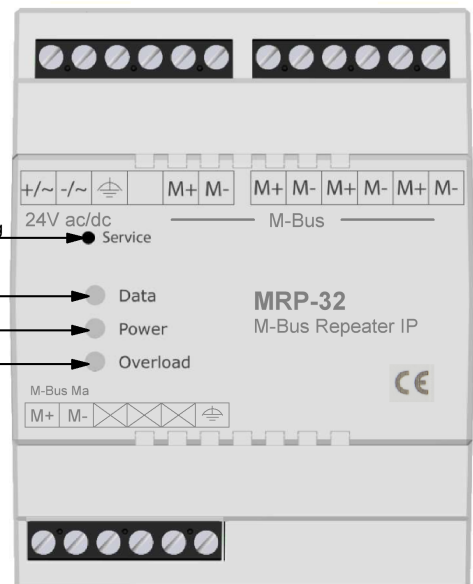 +/~ -/~ M+ M- M+ M- M+ M- M+ M-
24V ac/dc M-Bus
Service
Data
Power
Overload
MRP-32
M-Bus Repeater IP
CE
M-Bus Ma
M+ M-